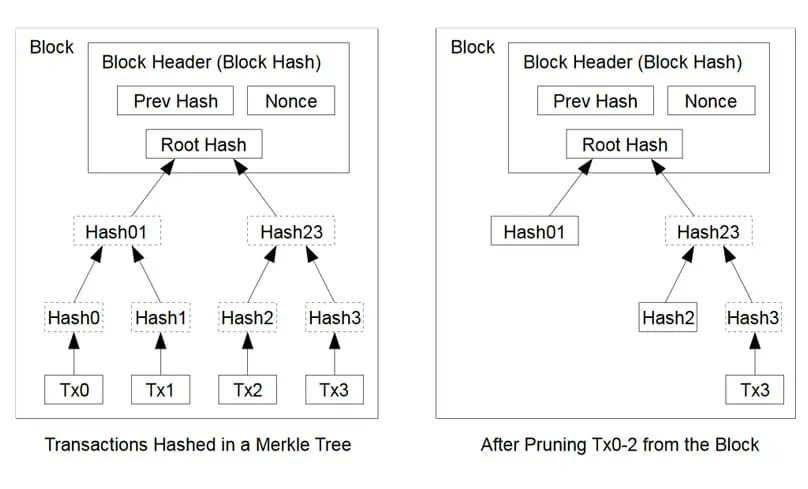 Block
Block Header (Block Hash)
Prev Hash
Nonce
Root Hash
Hash01
Hash23
Hash0
Hash1
Hash2
Hash3
Tx0
Tx1
Tx2
Tx3
Transactions Hashed in a Merkle Tree
Block
Block Header (Block Hash)
Prev Hash
Nonce
Root Hash
Hash01
Hash23
Hash2
Hash3
Tx3
After Pruning Tx0-2 from the Block